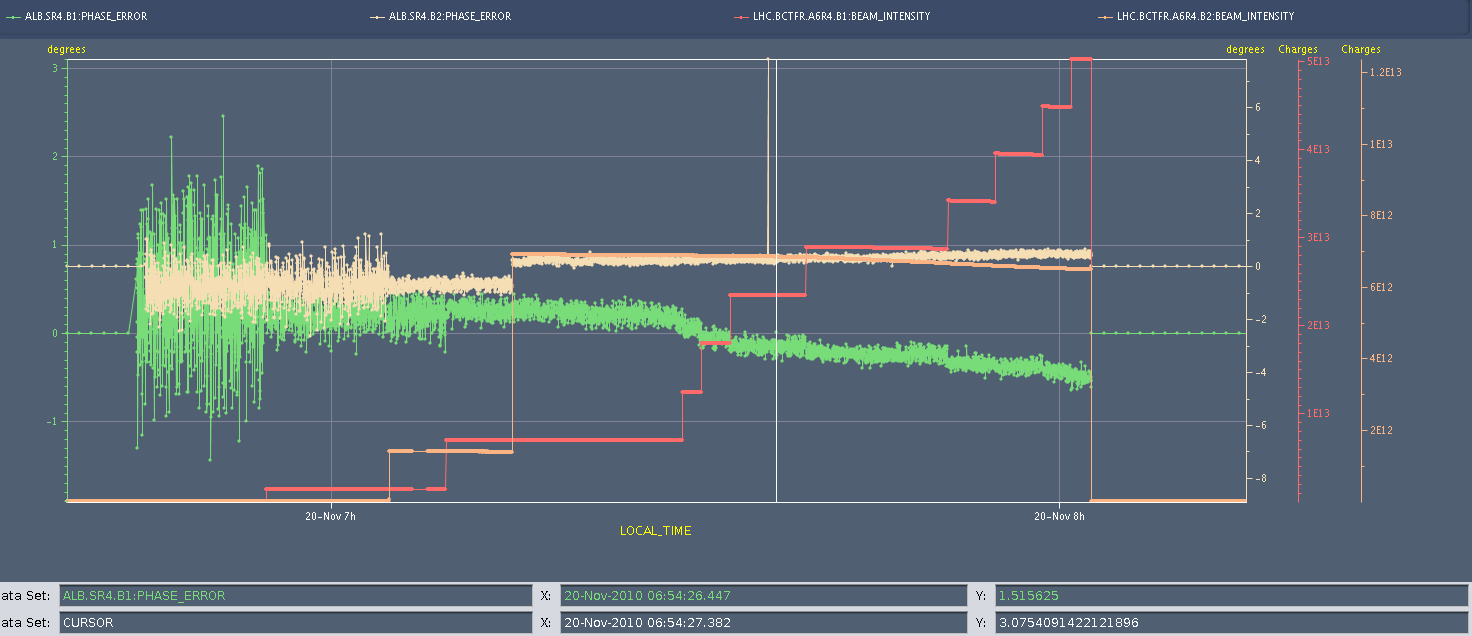 ALB.SR4.B1:PHASE_ERROR ALB.SR4.B2:PHASE_ERROR LHC.BCTFR.A6R4.B1:BEAM_INTENSITY LHC.BCTFR.A6R4.B2:BEAM_INTENSITY
degrees degrees Charges Charges
3 5E13 1.2E13
6
2 4 4E13 1E13
2 8E12
1 3E13
0 6E12
0 -2 2E13
-4 4E12
-1 1E13
-6 2E12
-8
20-Nov 7h 20-Nov 8h
LOCAL_TIME
ata Set: ALB.SR4.B1:PHASE_ERROR X: 20-Nov-2010 06:54:26.447 Y: 1.515625
ata Set: CURSOR X: 20-Nov-2010 06:54:27.382 Y: 3.0754091422121896